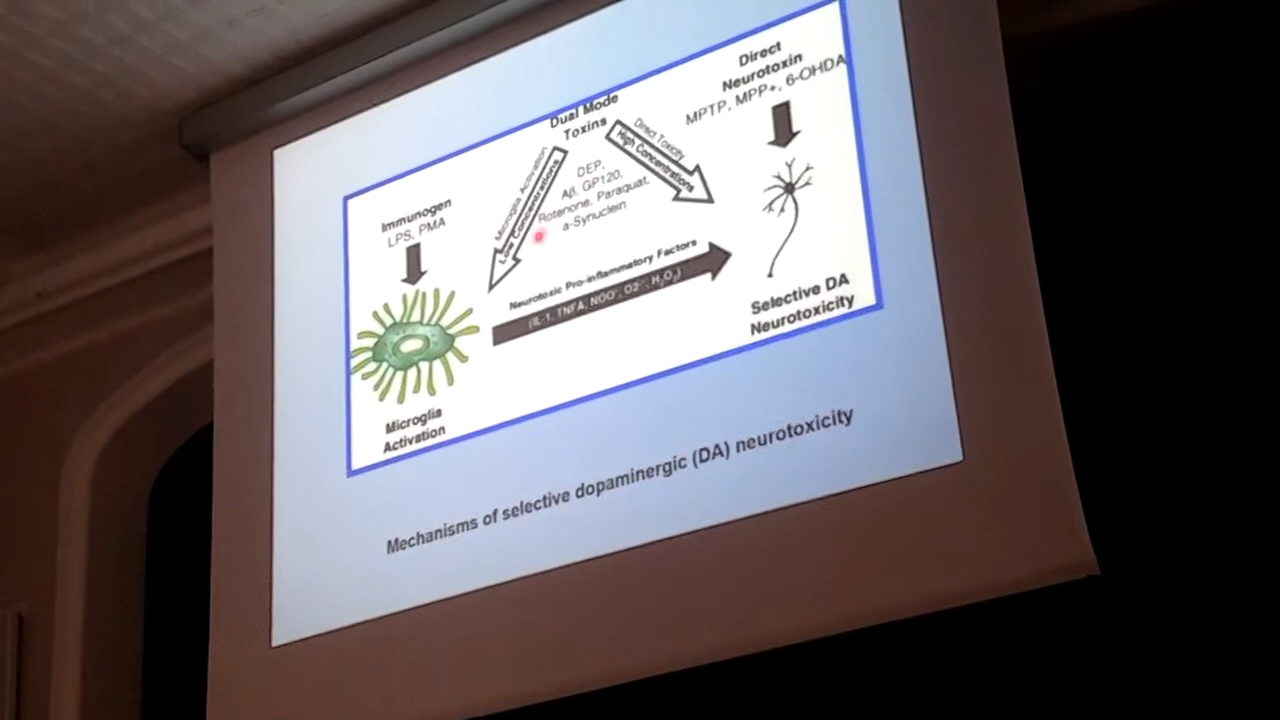 Immunogen
LPS, PMA
Microglia
Activation
Dual Mode
Toxins
Microglia Activation
Low Concentrations
DEP,
Aβ, GP120,
Rotenone, Paraquat,
a-Synuclein
Direct Toxicity
High Concentrations
Neurotoxic Pro-inflammatory Factors
(IL-1, TNFA, NOO⁻, O2⁻, H₂O₂)
Direct
Neurotoxin
MPTP, MPP+, 6-OHDA
Selective DA
Neurotoxicity
Mechanisms of selective dopaminergic (DA) neurotoxicity